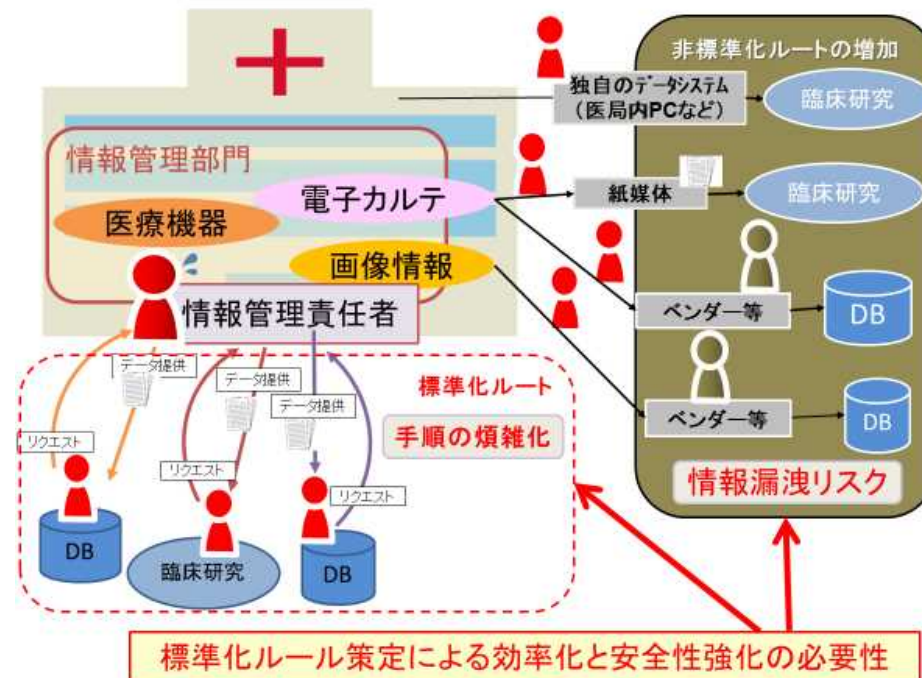 非標準化ルートの増加
独自のデータシステム
（医局内PCなど）
臨床研究
情報管理部門
電子カルテ
紙媒体
臨床研究
医療機器
画像情報
情報管理責任者
ベンダー等
DB
データ提供
データ提供
データ提供
標準化ルート
手順の煩雑化
ベンダー等
DB
リクエスト
リクエスト
リクエスト
情報漏洩リスク
DB
臨床研究
DB
標準化ルール策定による効率化と安全性強化の必要性